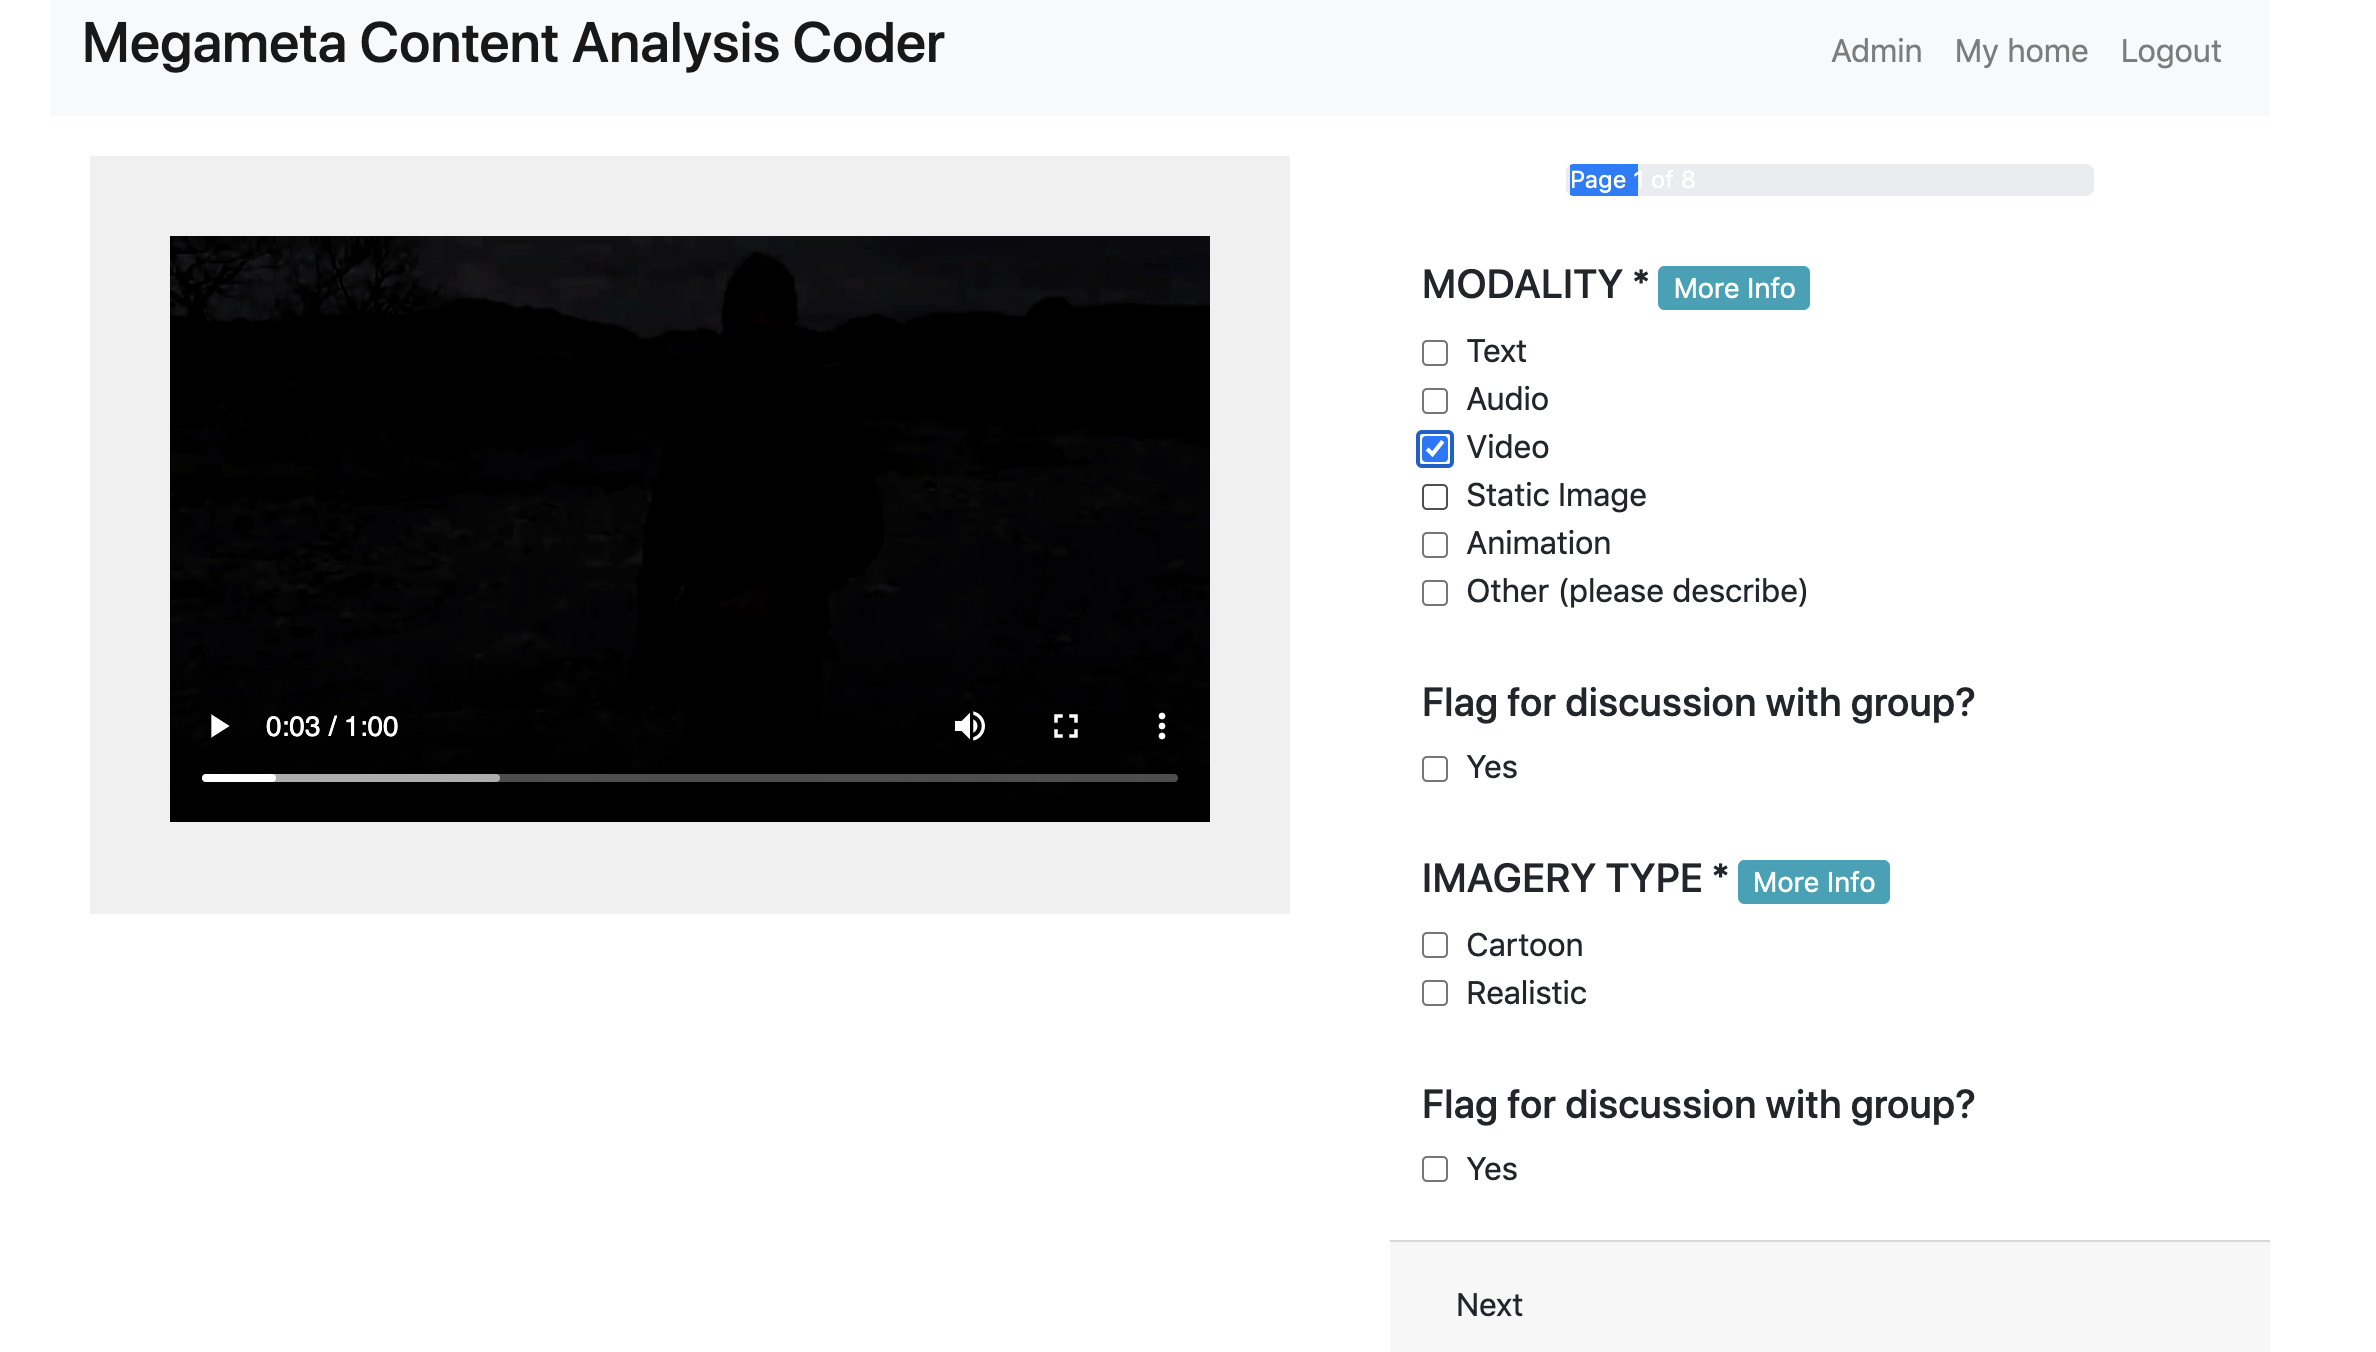 Megameta Content Analysis Coder
Admin My home Logout
Page 1 of 8
MODALITY * More Info
Text
Audio
Video
Static Image
Animation
Other (please describe)
0:03 / 1:00
Flag for discussion with group?
Yes
IMAGERY TYPE * More Info
Cartoon
Realistic
Flag for discussion with group?
Yes
Next